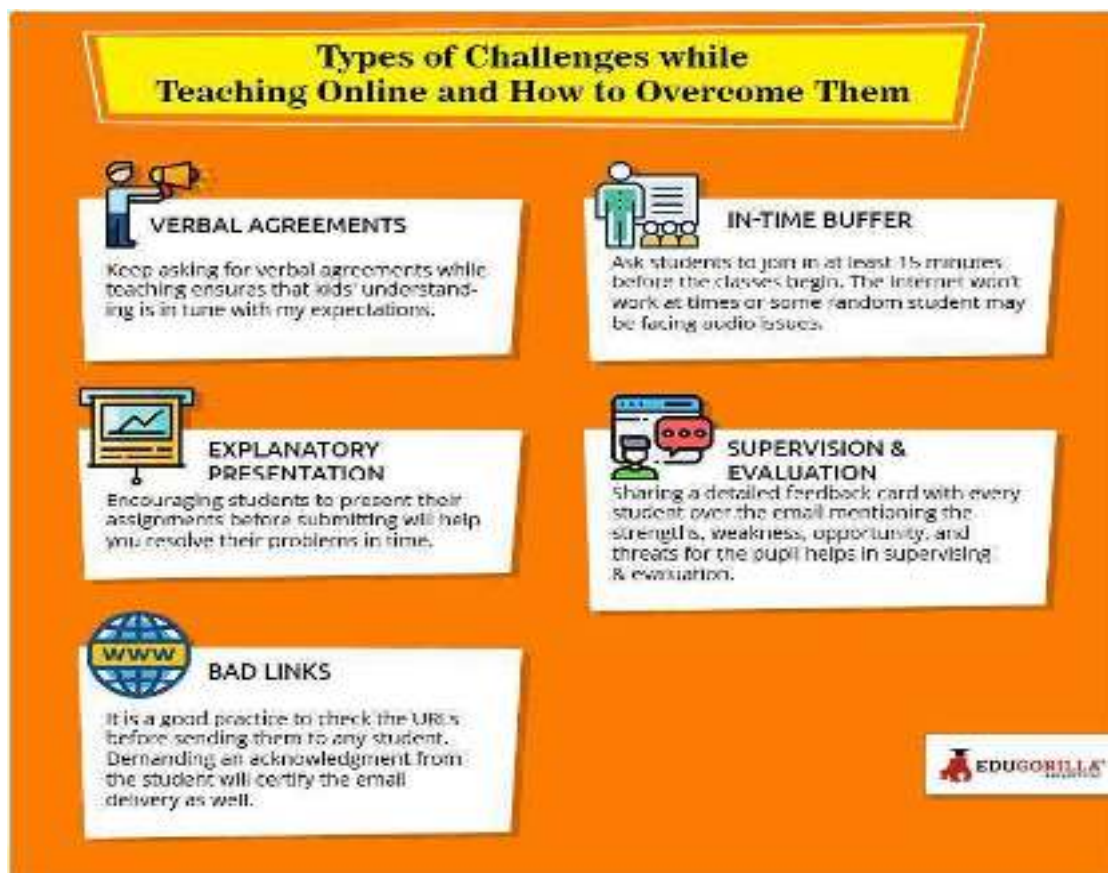 Types of Challenges while
Teaching Online and How to Overcome Them
VERBAL AGREEMENTS
Keep asking for verbal agreements while
teaching ensures that kids' understand-
ing is in tune with my expectations.
IN-TIME BUFFER
Ask students to join in at least 15 minutes
before the classes begin. The internet won't
work at times or some random student may
be facing audio issues.
EXPLANATORY
PRESENTATION
Encouraging students to present their
assignments before submitting will help
you resolve their problems in time.
SUPERVISION &
EVALUATION
Sharing a detailed feedback card with every
student over the email mentioning the
strengths, weakness, opportunity, and
threats for the pupil helps in supervising
& evaluation.
WWW
BAD LINKS
It is a good practice to check the URLs
before sending them to any student.
Demanding an acknowledgment from
the student will certify the email
delivery as well.
EDUGORILLA